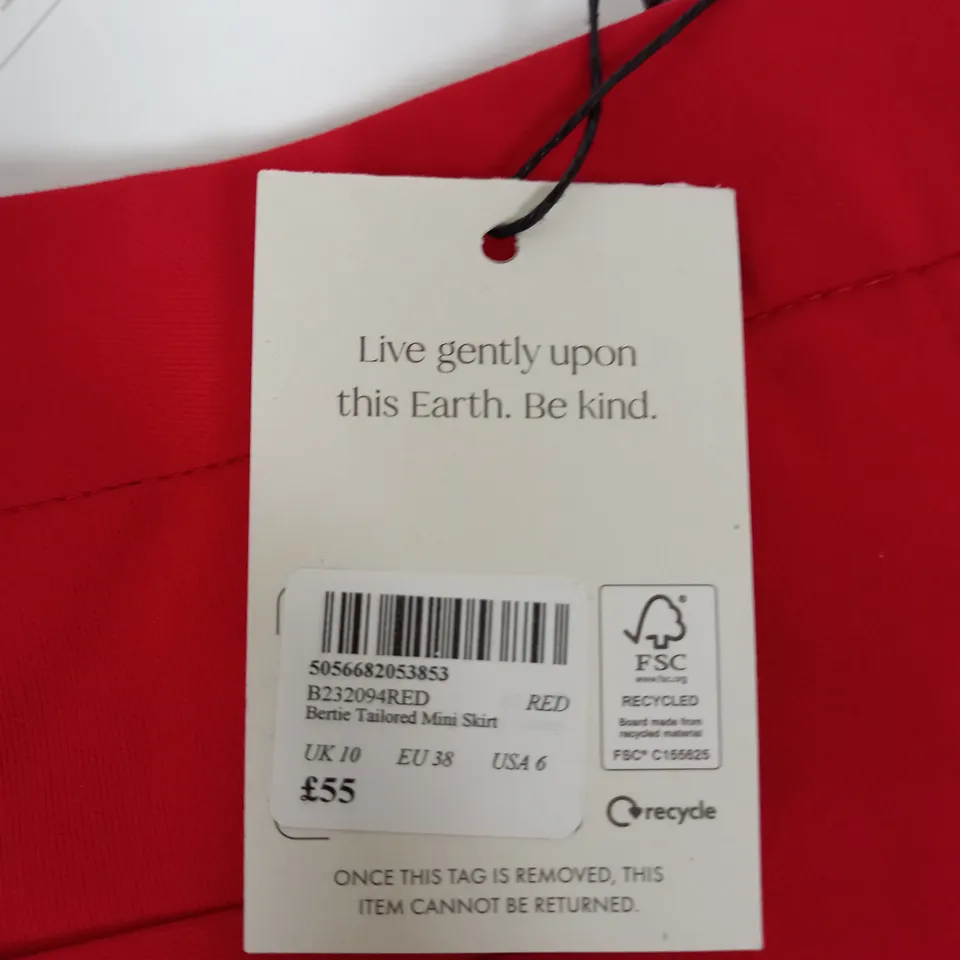 Live gently upon
this Earth. Be kind.
5056682053853
B232094RED RED
Bertie Tailored Mini Skirt
UK 10 EU 38 USA 6
£55
®
FSC
www.fsc.org
RECYCLED
Board made from
recycled material
FSC® C155625
recycle
ONCE THIS TAG IS REMOVED, THIS
ITEM CANNOT BE RETURNED.